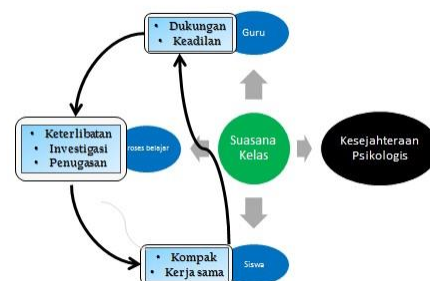 • Dukungan
• Keadilan
Guru
• Keterlibatan
• Investigasi
• Penugasan
roses belajar
Suasana
Kelas
Kesejahteraan
Psikologis
• Kompak
• Kerja sama
Siswa